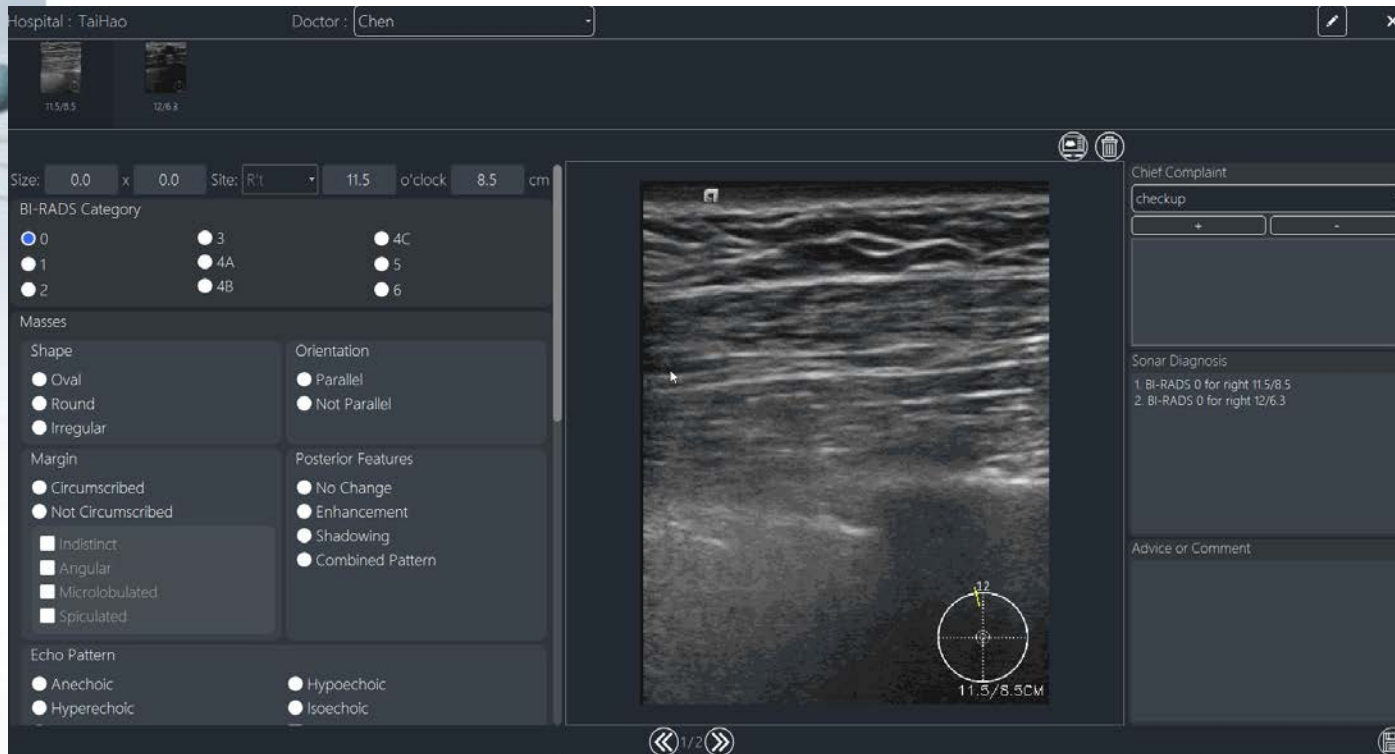 Hospital : TaiHao Doctor : Chen
11.5/8.5 12/6.3
Size: 0.0 x 0.0 Site: R't 11.5 o'clock 8.5 cm
BI-RADS Category
0 3 4C
1 4A 5
2 4B 6
Masses
Shape
Oval
Round
Irregular
Orientation
Parallel
Not Parallel
Margin
Circumscribed
Not Circumscribed
Indistinct
Angular
Microlobulated
Spiculated
Posterior Features
No Change
Enhancement
Shadowing
Combined Pattern
Echo Pattern
Anechoic Hypoechoic
Hyperechoic Isoechoic
12
11.5/8.5CM
1/2
Chief Complaint
checkup
+ -
Sonar Diagnosis
1. BI-RADS 0 for right 11.5/8.5
2. BI-RADS 0 for right 12/6.3
Advice or Comment